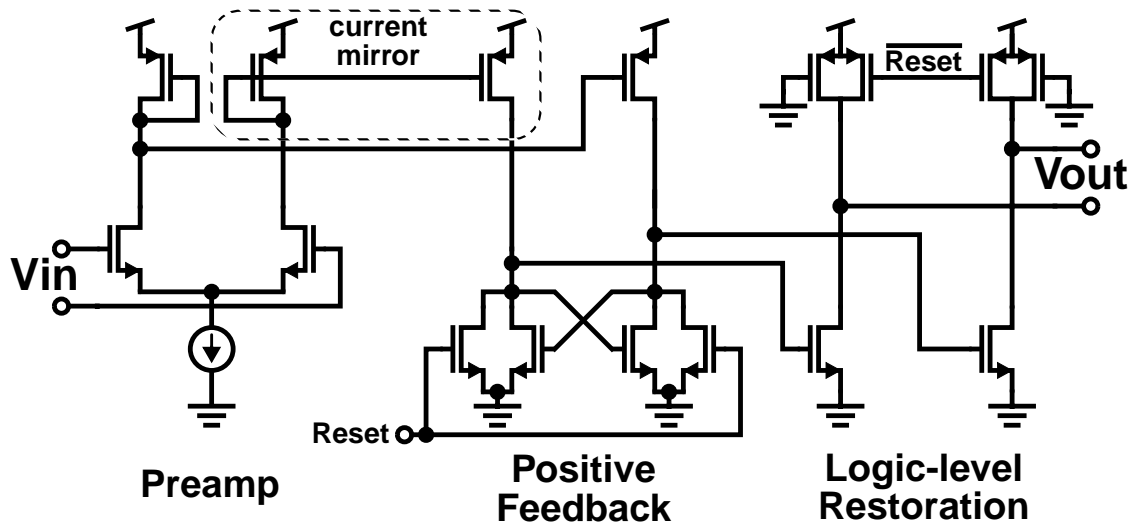 current
mirror
Reset
Vin
Vout
Reset
Preamp
Positive
Feedback
Logic-level
Restoration